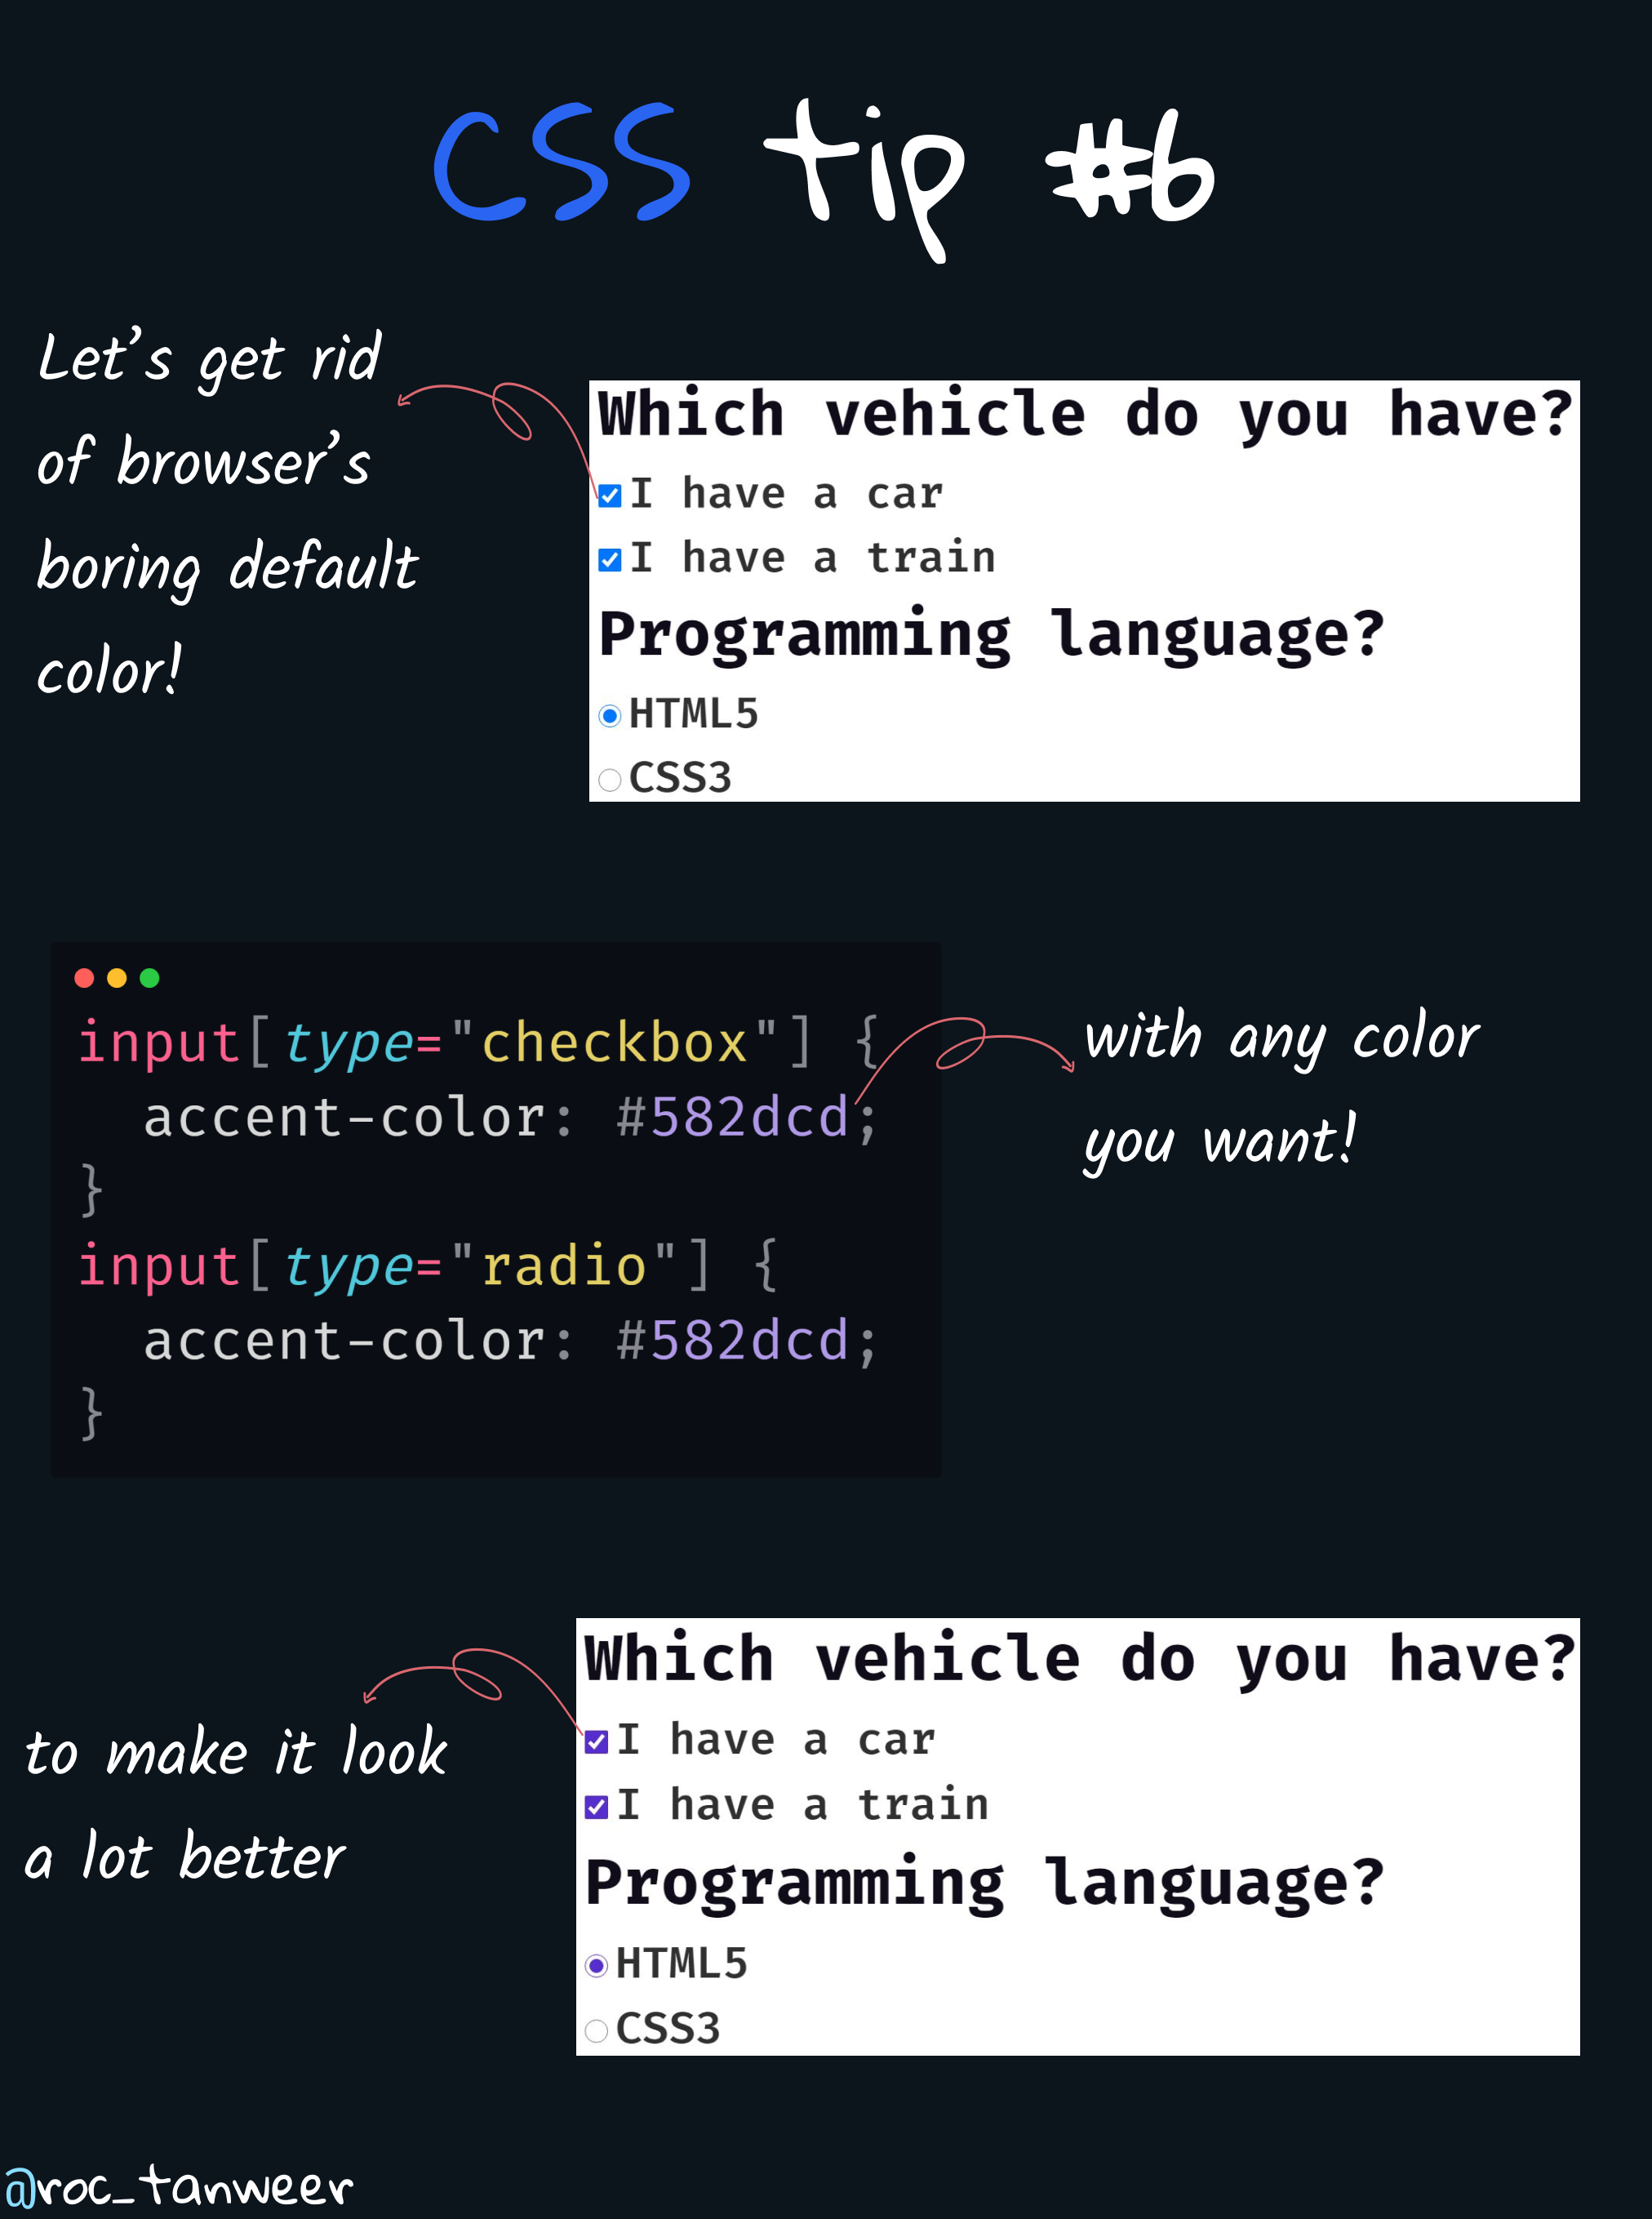 CSS tip #6
Let's get rid
of browser's
boring default
color!
Which vehicle do you have?
I have a car
I have a train
Programming language?
HTML5
CSS3
input[type="checkbox"] {
  accent-color: #582dcd;
}
input[type="radio"] {
  accent-color: #582dcd;
}
with any color
you want!
to make it look
a lot better
Which vehicle do you have?
I have a car
I have a train
Programming language?
HTML5
CSS3
@roc_tanweer